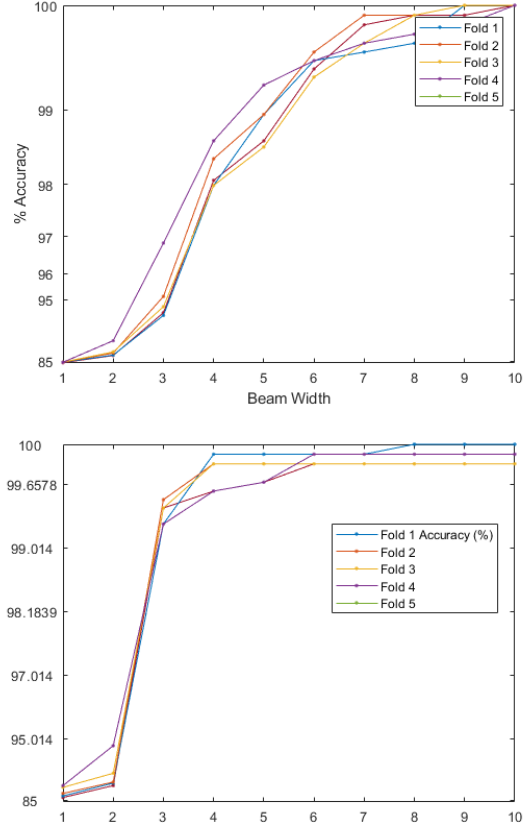 100
99
98
97
96
95
85
% Accuracy
Fold 1
Fold 2
Fold 3
Fold 4
Fold 5
1 2 3 4 5 6 7 8 9 10
Beam Width
100
99.6578
99.014
98.1839
97.014
95.014
85
Fold 1 Accuracy (%)
Fold 2
Fold 3
Fold 4
Fold 5
1 2 3 4 5 6 7 8 9 10